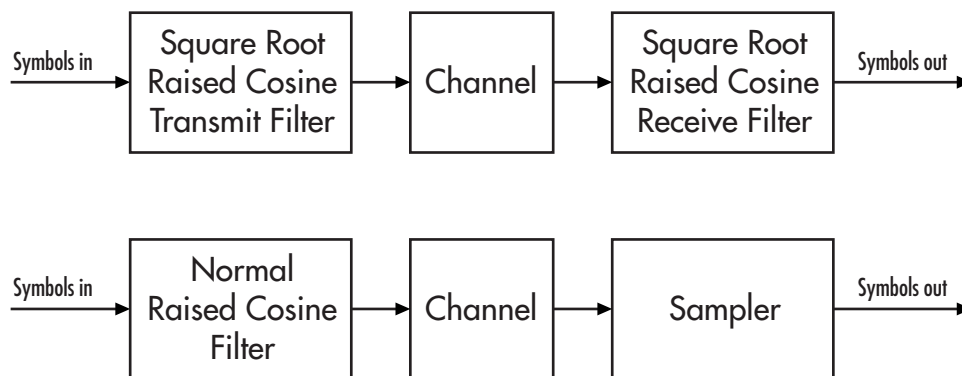 Symbols in
Square Root
Raised Cosine
Transmit Filter
Channel
Square Root
Raised Cosine
Receive Filter
Symbols out
Symbols in
Normal
Raised Cosine
Filter
Channel
Sampler
Symbols out